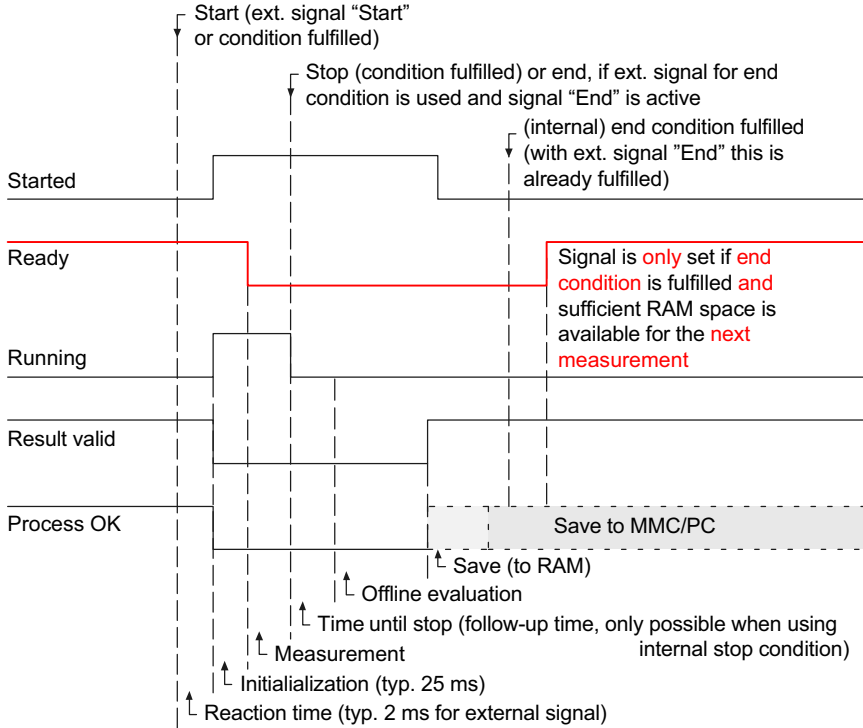 Start (ext. signal “Start”
or condition fulfilled)
Stop (condition fulfilled) or end, if ext. signal for end
condition is used and signal “End” is active
(internal) end condition fulfilled
(with ext. signal ”End” this is
already fulfilled)
Started
Ready
Signal is only set if end
condition is fulfilled and
sufficient RAM space is
available for the next
measurement
Running
Result valid
Process OK
Save to MMC/PC
Save (to RAM)
Offline evaluation
Time until stop (follow-up time, only possible when using
internal stop condition)
Measurement
Initialialization (typ. 25 ms)
Reaction time (typ. 2 ms for external signal)